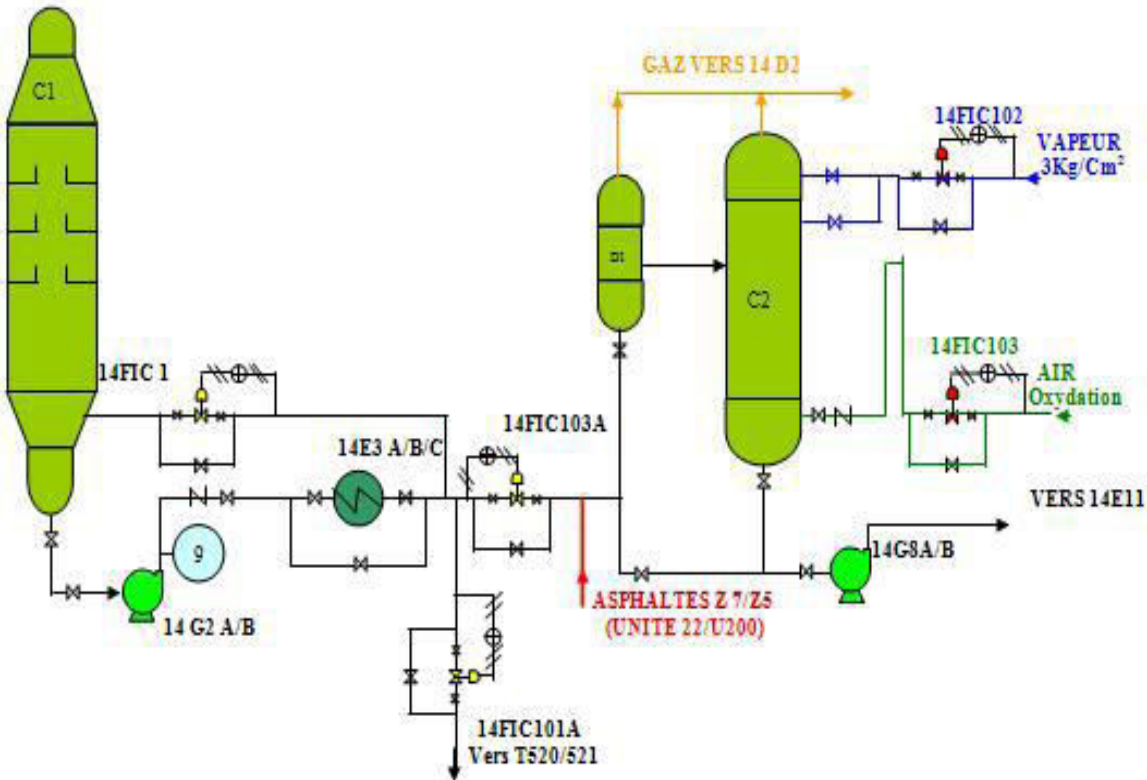 C1
GAZ VERS 14 D2
14FIC102
VAPEUR
3Kg/Cm²
D1
C2
14FIC 1
14FIC103
AIR
Oxydation
14FIC103A
14E3 A/B/C
VERS 14E11
9
14G8A/B
ASPHALTES Z 7/Z5
(UNITE 22/U200)
14 G2 A/B
14FIC101A
Vers T520/521